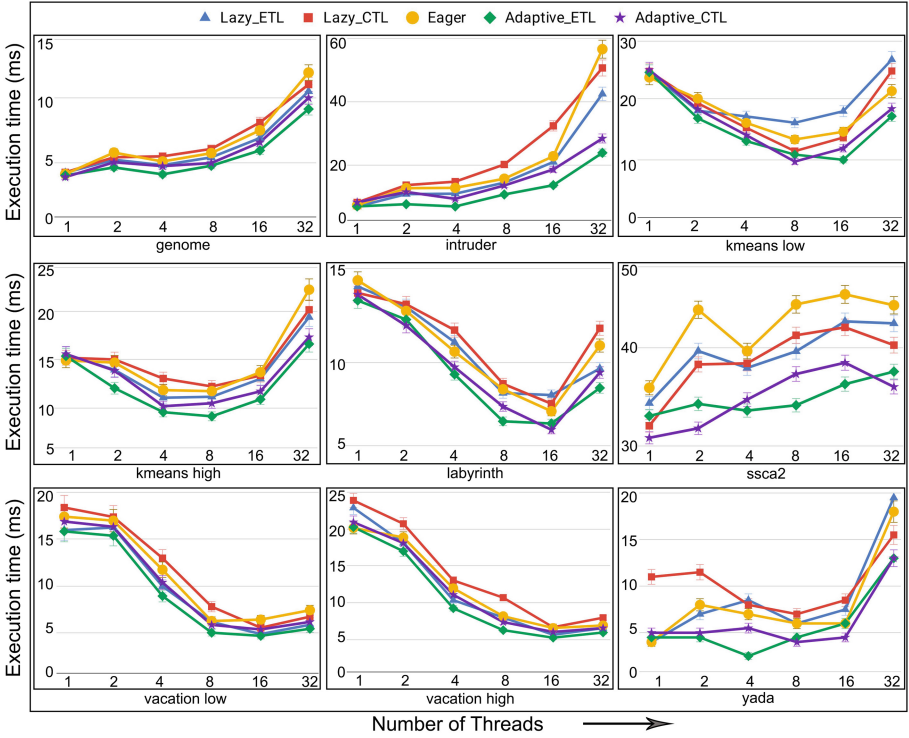 Lazy_ETL Lazy_CTL Eager Adaptive_ETL Adaptive_CTL
Execution time (ms)
15
10
5
0
1 2 4 8 16 32
genome
60
40
20
0
1 2 4 8 16 32
intruder
30
20
10
0
1 2 4 8 16 32
kmeans low
Execution time (ms)
25
20
15
10
5
1 2 4 8 16 32
kmeans high
15
10
5
1 2 4 8 16 32
labyrinth
50
40
30
1 2 4 8 16 32
ssca2
Execution time (ms)
20
15
10
5
0
1 2 4 8 16 32
vacation low
25
20
15
10
5
0
1 2 4 8 16 32
vacation high
20
15
10
5
0
1 2 4 8 16 32
yada
Number of Threads